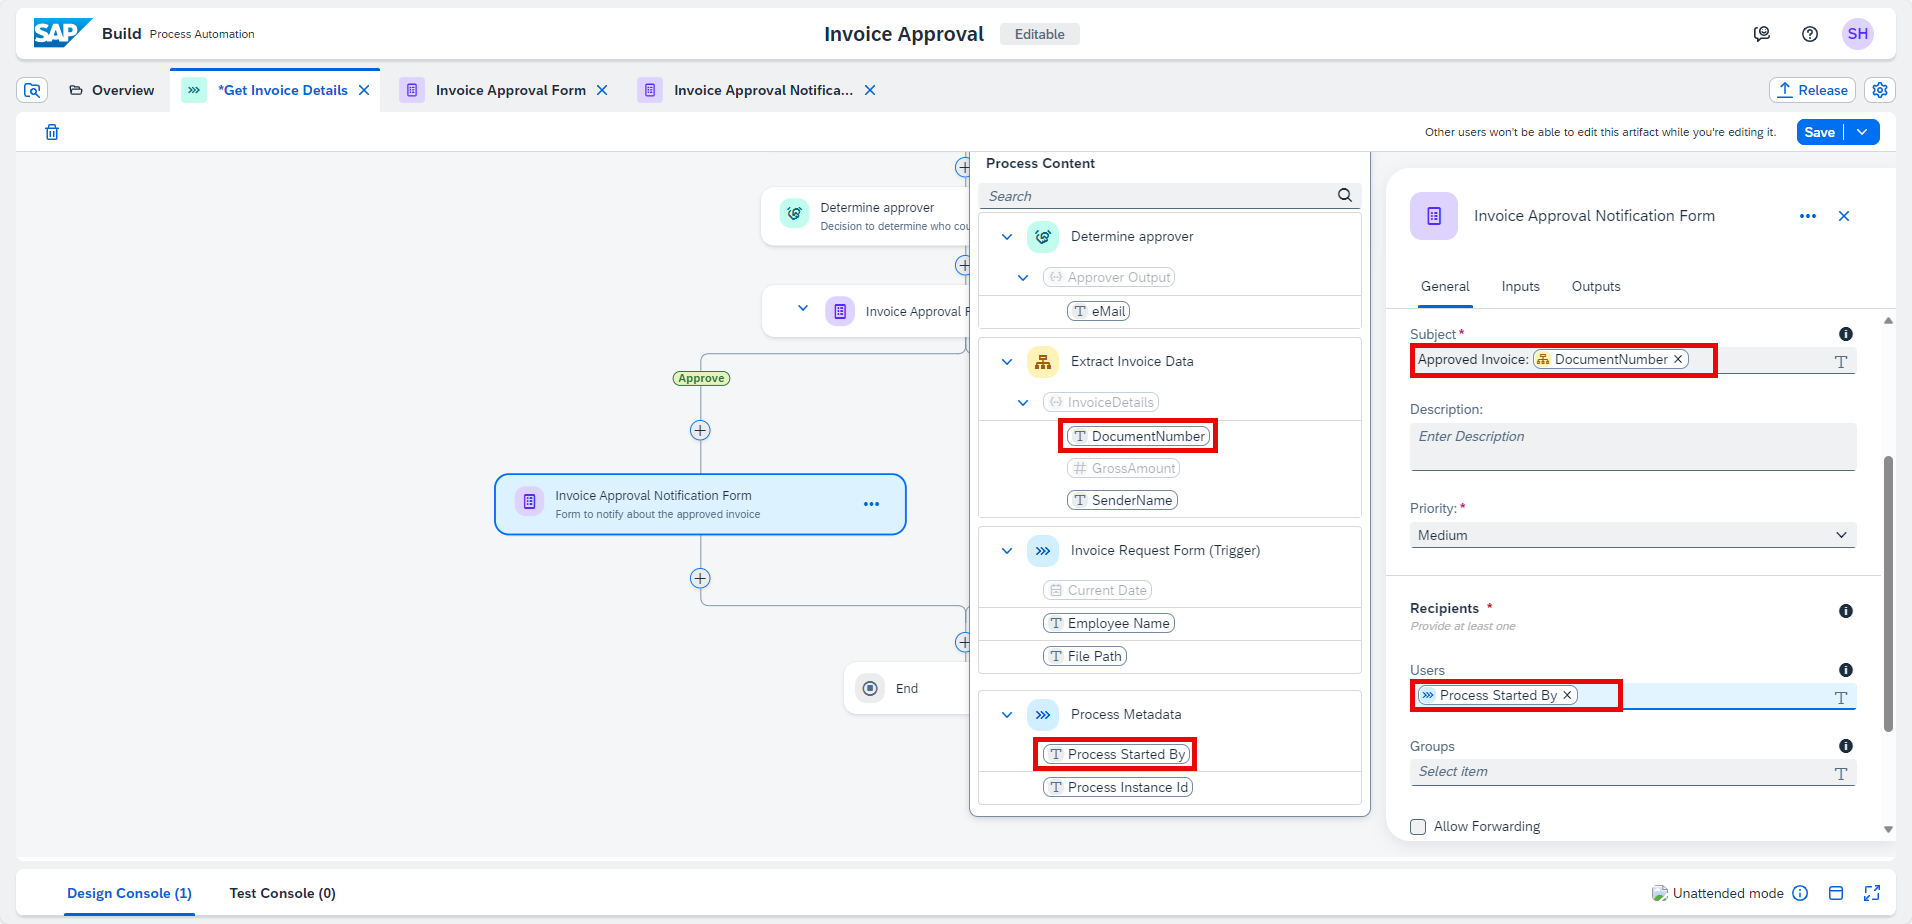 SAP Build Process Automation
Invoice Approval Editable
SH
Overview
*Get Invoice Details
Invoice Approval Form
Invoice Approval Notifica...
Release
Other users won't be able to edit this artifact while you're editing it.
Save
Determine approver
Decision to determine who cou
Invoice Approval F
Approve
Invoice Approval Notification Form
Form to notify about the approved invoice
End
Process Content
Search
Determine approver
Approver Output
T eMail
Extract Invoice Data
InvoiceDetails
T DocumentNumber
# GrossAmount
T SenderName
Invoice Request Form (Trigger)
Current Date
T Employee Name
T File Path
Process Metadata
T Process Started By
T Process Instance Id
Invoice Approval Notification Form
General Inputs Outputs
Subject*
Approved Invoice: DocumentNumber T
Description:
Enter Description
Priority:*
Medium
Recipients *
Provide at least one
Users
Process Started By T
Groups
Select item T
Allow Forwarding
Design Console (1) Test Console (0)
Unattended mode